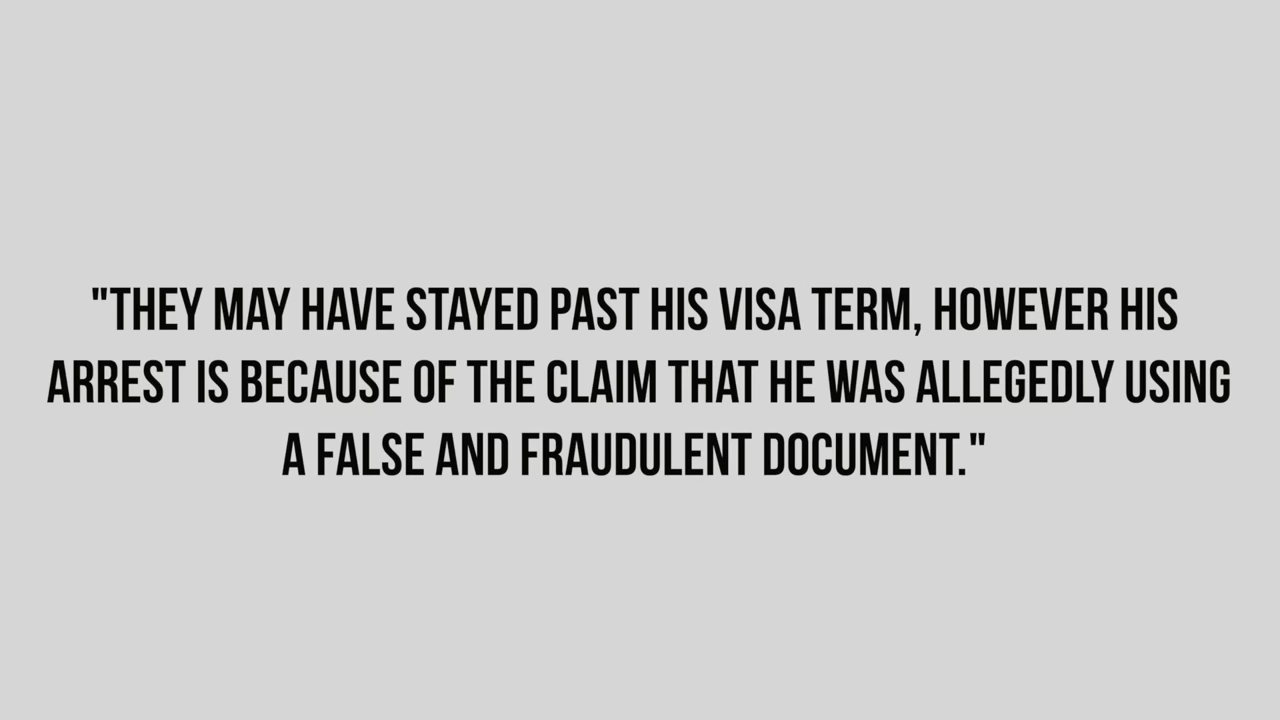 "THEY MAY HAVE STAYED PAST HIS VISA TERM, HOWEVER HIS
ARREST IS BECAUSE OF THE CLAIM THAT HE WAS ALLEGEDLY USING
A FALSE AND FRAUDULENT DOCUMENT."